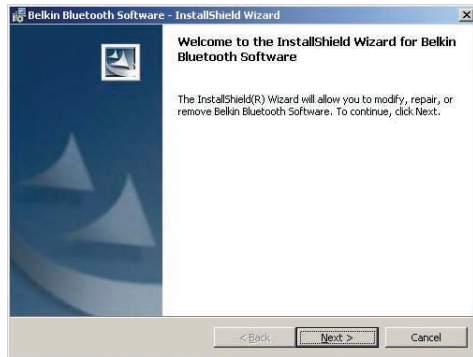 Belkin Bluetooth Software - InstallShield Wizard
Welcome to the InstallShield Wizard for Belkin
Bluetooth Software
The InstallShield(R) Wizard will allow you to modify, repair, or
remove Belkin Bluetooth Software. To continue, click Next.
< Back
Next >
Cancel